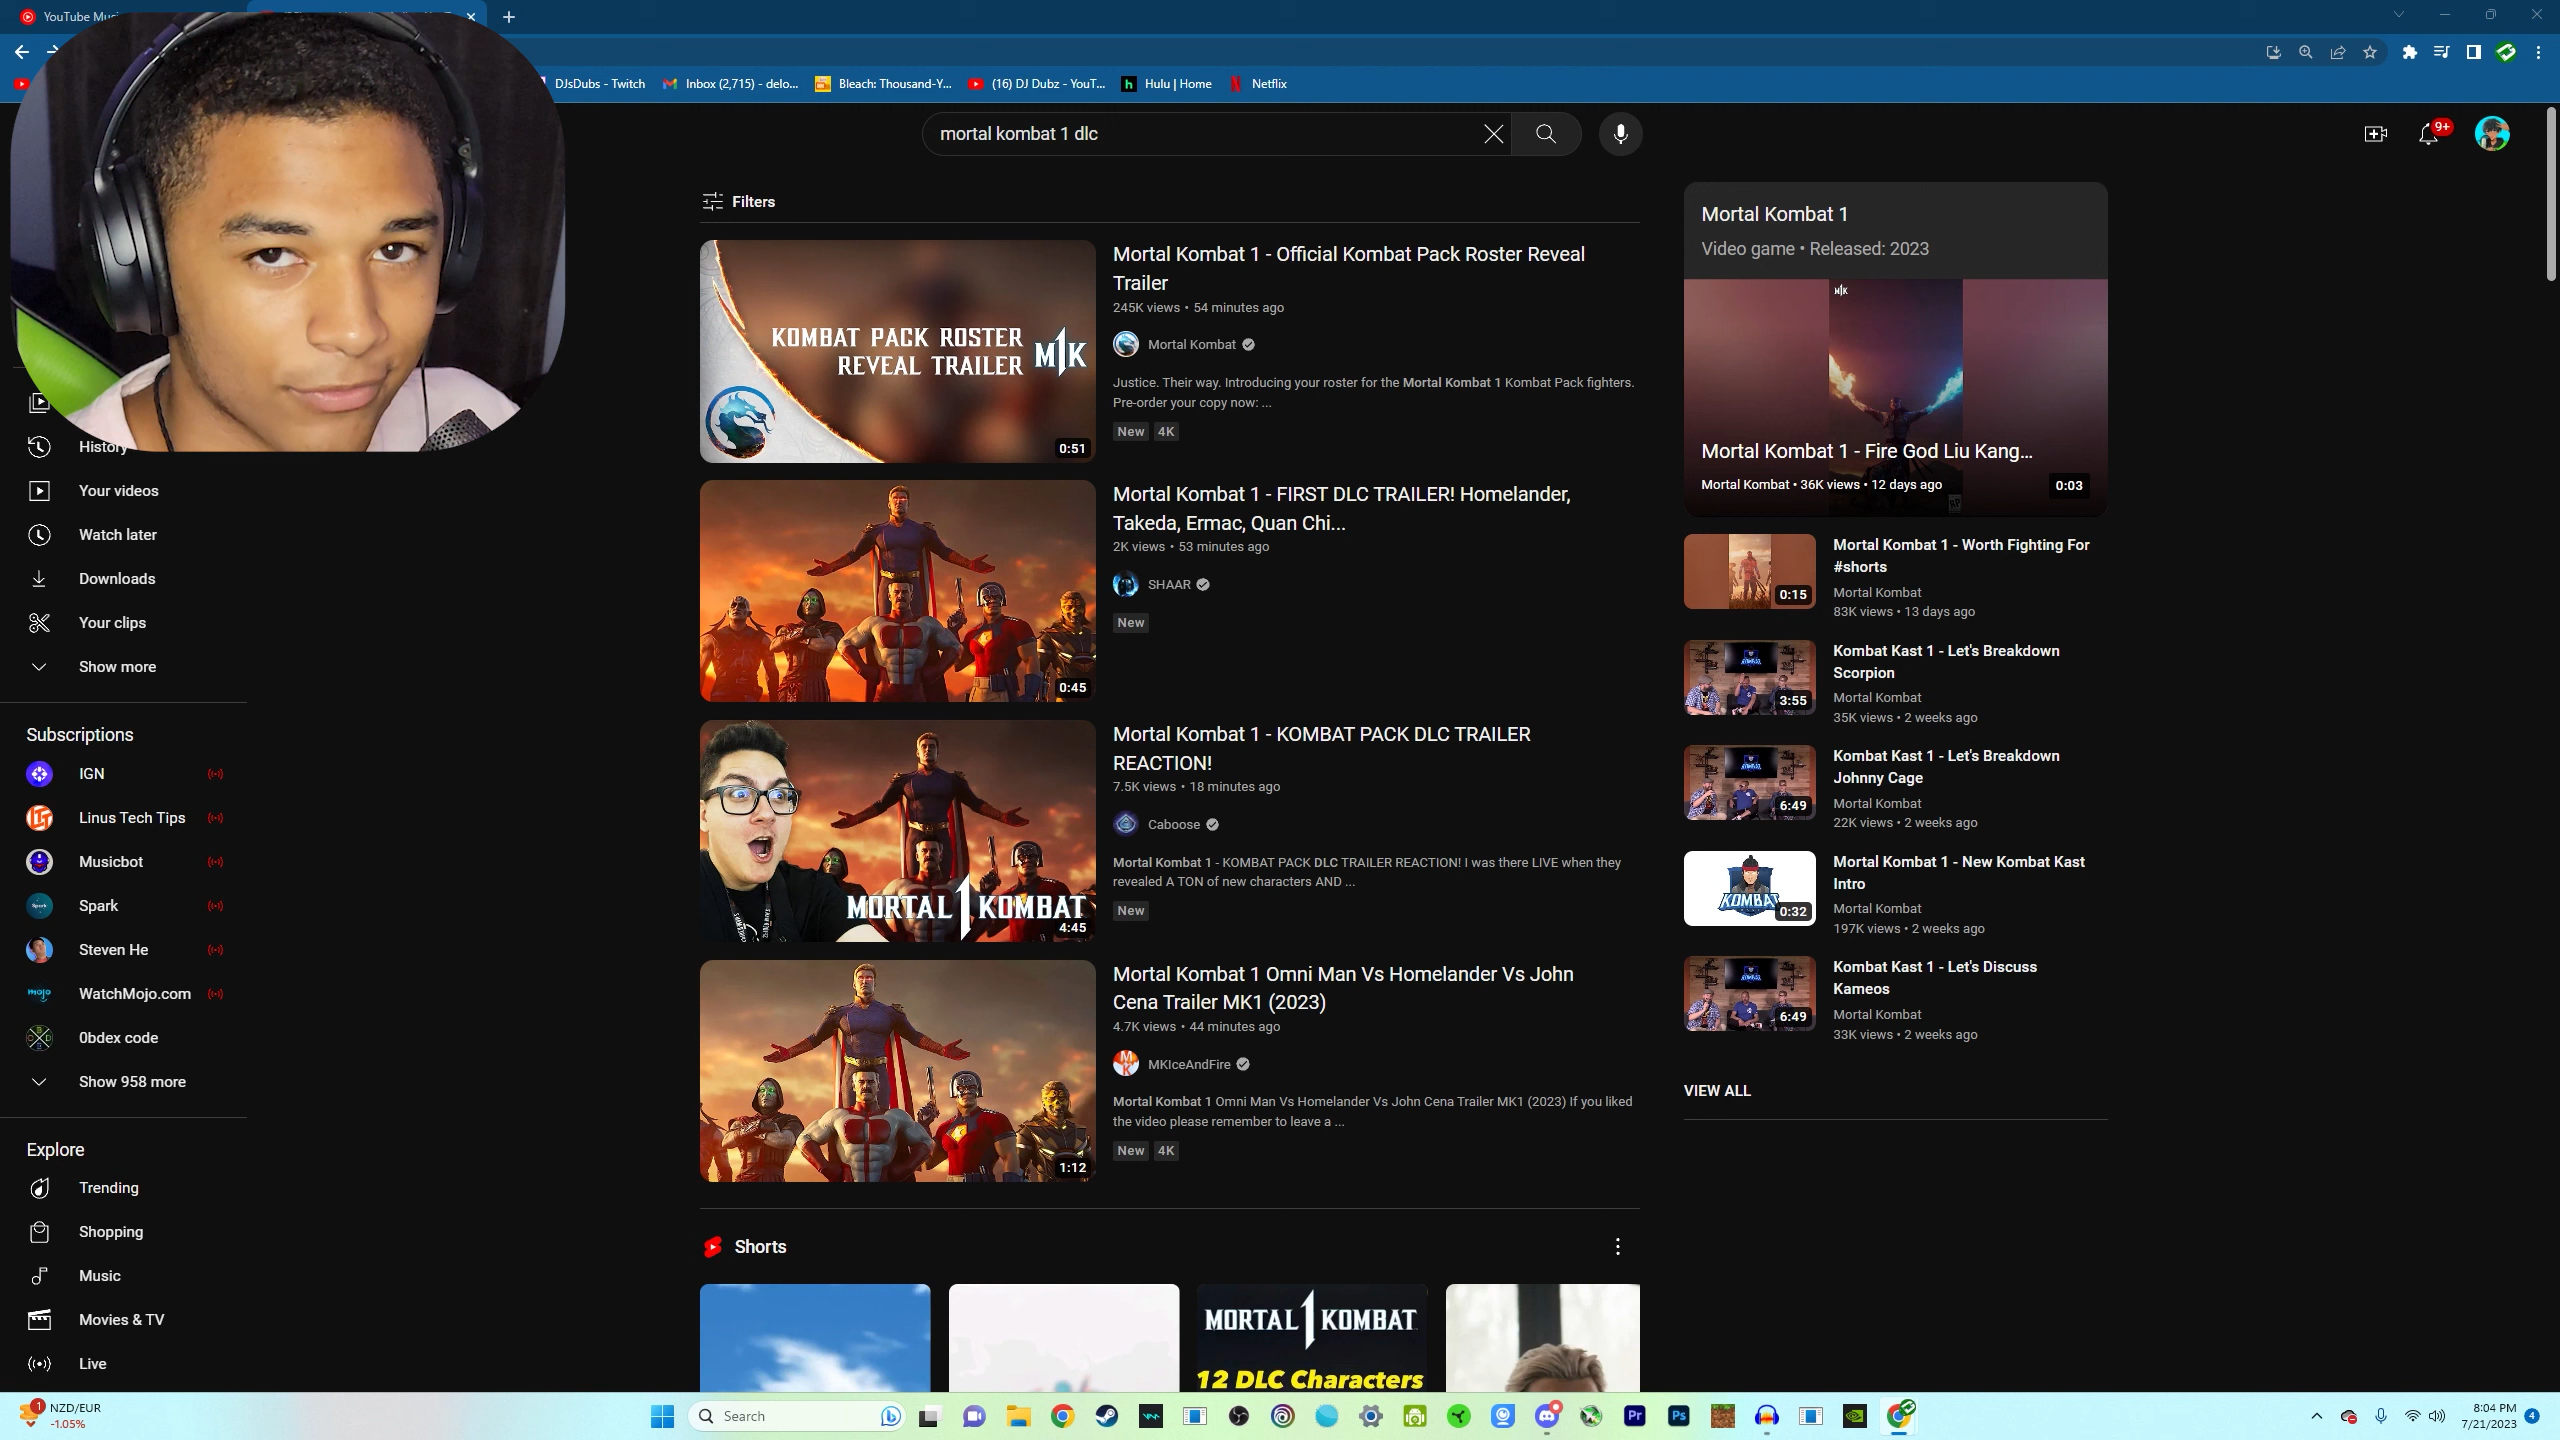 YouTube Mus
DJsDubs - Twitch
Inbox (2,715) - delo...
Bleach: Thousand-Y...
(16) DJ Dubz - YouT...
Hulu | Home
Netflix
mortal kombat 1 dlc
9+
Filters
KOMBAT PACK ROSTER
REVEAL TRAILER
0:51
Mortal Kombat 1 - Official Kombat Pack Roster Reveal
Trailer
245K views • 54 minutes ago
Mortal Kombat
Justice. Their way. Introducing your roster for the Mortal Kombat 1 Kombat Pack fighters.
Pre-order your copy now: ...
New 4K
0:45
Mortal Kombat 1 - FIRST DLC TRAILER! Homelander,
Takeda, Ermac, Quan Chi...
2K views • 53 minutes ago
SHAAR
New
MORTAL 1 KOMBAT
4:45
Mortal Kombat 1 - KOMBAT PACK DLC TRAILER
REACTION!
7.5K views • 18 minutes ago
Caboose
Mortal Kombat 1 - KOMBAT PACK DLC TRAILER REACTION! I was there LIVE when they
revealed A TON of new characters AND ...
New
1:12
Mortal Kombat 1 Omni Man Vs Homelander Vs John
Cena Trailer MK1 (2023)
4.7K views • 44 minutes ago
MKIceAndFire
Mortal Kombat 1 Omni Man Vs Homelander Vs John Cena Trailer MK1 (2023) If you liked
the video please remember to leave a ...
New 4K
Shorts
MORTAL 1 KOMBAT
12 DLC Characters
Mortal Kombat 1
Video game • Released: 2023
Mortal Kombat 1 - Fire God Liu Kang...
Mortal Kombat • 36K views • 12 days ago
0:03
0:15
Mortal Kombat 1 - Worth Fighting For
#shorts
Mortal Kombat
83K views • 13 days ago
3:55
Kombat Kast 1 - Let's Breakdown
Scorpion
Mortal Kombat
35K views • 2 weeks ago
6:49
Kombat Kast 1 - Let's Breakdown
Johnny Cage
Mortal Kombat
22K views • 2 weeks ago
KOMBAT
0:32
Mortal Kombat 1 - New Kombat Kast
Intro
Mortal Kombat
197K views • 2 weeks ago
6:49
Kombat Kast 1 - Let's Discuss
Kameos
Mortal Kombat
33K views • 2 weeks ago
VIEW ALL
History
Your videos
Watch later
Downloads
Your clips
Show more
Subscriptions
IGN
Linus Tech Tips
Musicbot
Spark
Steven He
WatchMojo.com
0bdex code
Show 958 more
Explore
Trending
Shopping
Music
Movies & TV
Live
1
NZD/EUR
-1.05%
Search
Pr
Ps
8:04 PM
7/21/2023
4